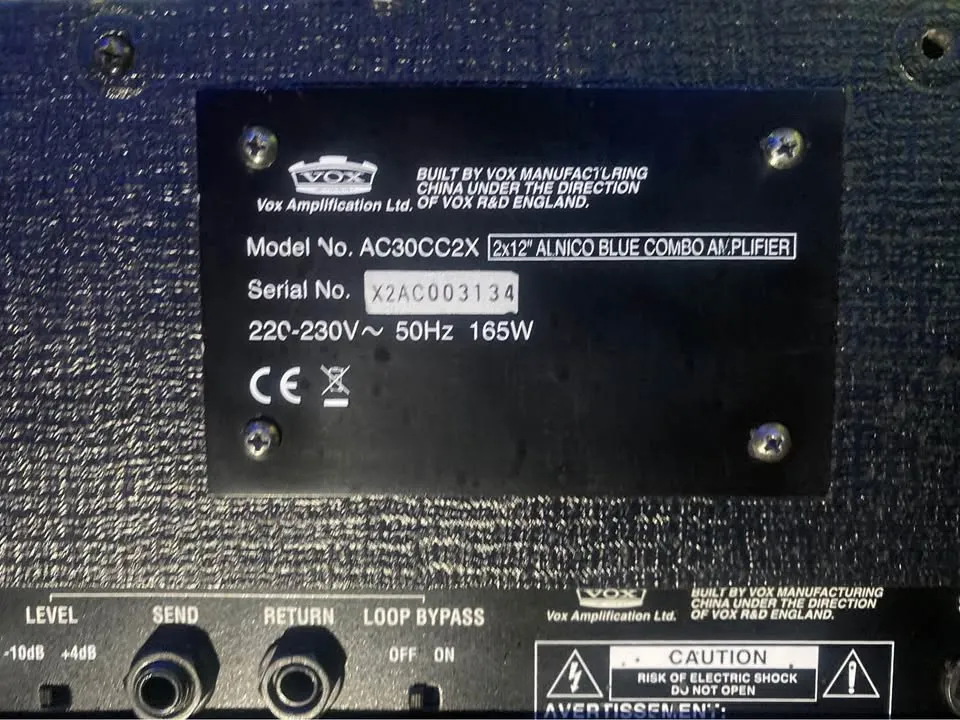 VOX
BUILT BY VOX MANUFACTURING
CHINA UNDER THE DIRECTION
Vox Amplification Ltd. OF VOX R&D ENGLAND.
Model No. AC30CC2X 2x12" ALNICO BLUE COMBO AMPLIFIER
Serial No. X2AC003134
220-230V~ 50Hz 165W
CE
LEVEL SEND RETURN LOOP BYPASS
-10dB +4dB OFF ON
VOX
BUILT BY VOX MANUFACTURING
CHINA UNDER THE DIRECTION
Vox Amplification Ltd. OF VOX R&D ENGLAND.
CAUTION
RISK OF ELECTRIC SHOCK
DO NOT OPEN
AVERTISSEMENT: